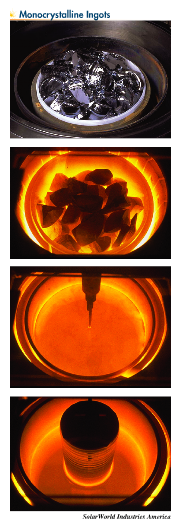 Monocrystalline Ingots
SolarWorld Industries America